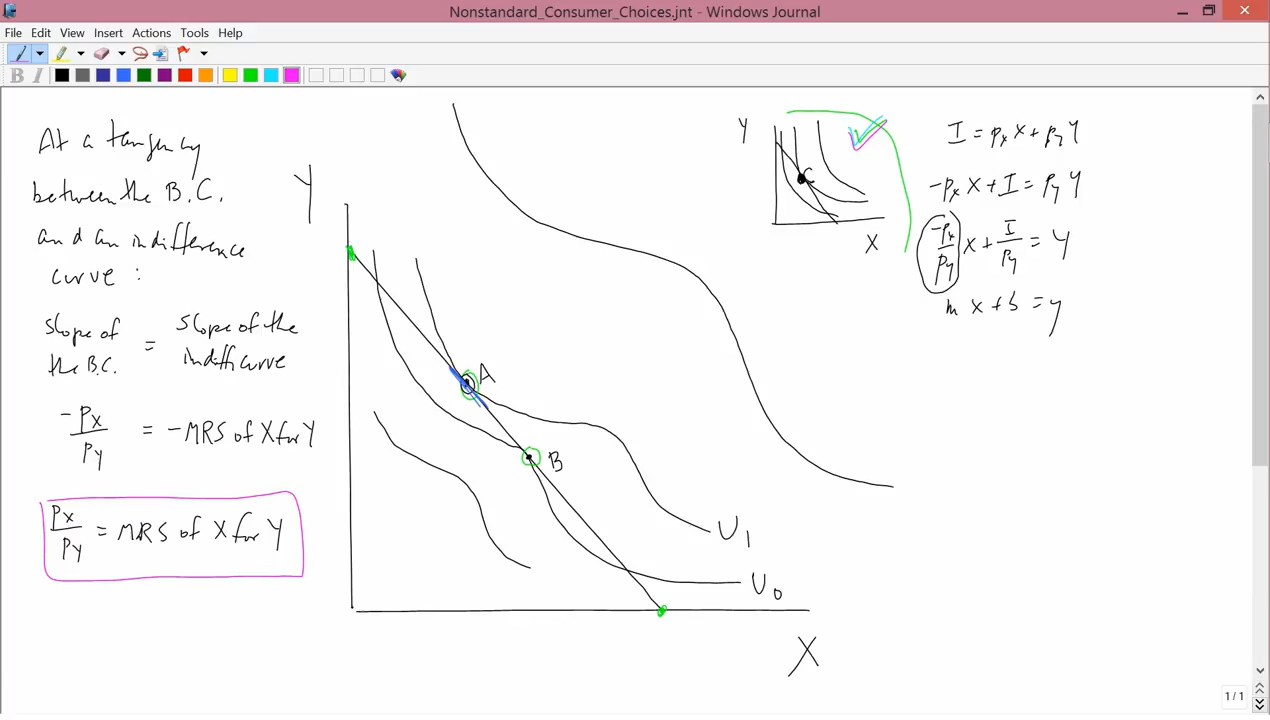 Nonstandard_Consumer_Choices.jnt - Windows Journal
File Edit View Insert Actions Tools Help
B I
At a tangency
between the B.C.
and an indifference
curve :
slope of the B.C. = slope of the indiff curve
-Px/Py = -MRS of X for Y
Px/Py = MRS of X for Y
Y
A
B
U1
U0
X
Y
C
X
I = PxX + PyY
-PxX + I = PyY
-Px/Py X + I/Py = Y
m x + b = y
1 / 1